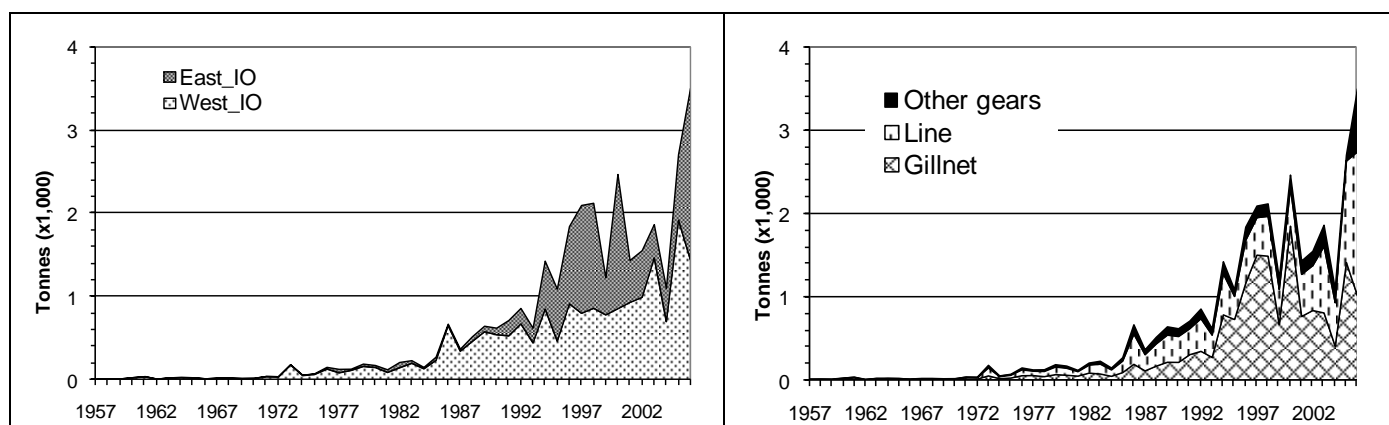 4
3
2
1
0
Tonnes (x1,000)
East_IO
West_IO
1957 1962 1967 1972 1977 1982 1987 1992 1997 2002
4
3
2
1
0
Tonnes (x1,000)
Other gears
Line
Gillnet
1957 1962 1967 1972 1977 1982 1987 1992 1997 2002